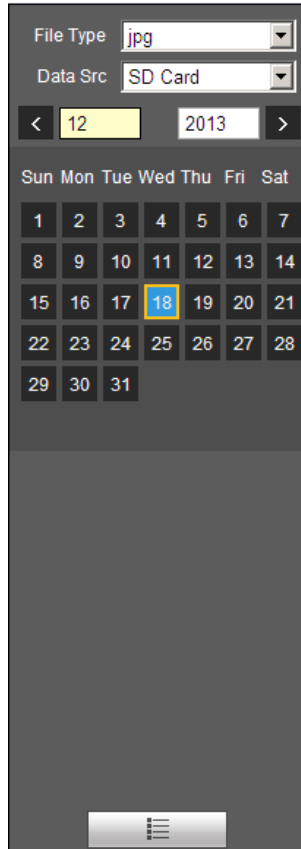 File Type jpg
Data Src SD Card
< 12 2013 >
Sun Mon Tue Wed Thu Fri Sat
1 2 3 4 5 6 7
8 9 10 11 12 13 14
15 16 17 18 19 20 21
22 23 24 25 26 27 28
29 30 31